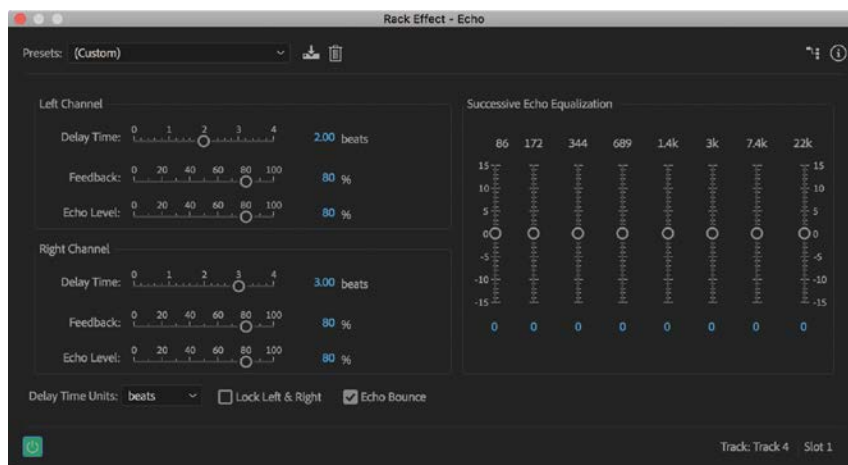 Rack Effect - Echo
Presets: (Custom)
Left Channel
Delay Time: 0 1 2 3 4 2.00 beats
Feedback: 0 20 40 60 80 100 80 %
Echo Level: 0 20 40 60 80 100 80 %
Right Channel
Delay Time: 0 1 2 3 4 3.00 beats
Feedback: 0 20 40 60 80 100 80 %
Echo Level: 0 20 40 60 80 100 80 %
Successive Echo Equalization
86 172 344 689 1.4k 3k 7.4k 22k
15 15
10 10
5 5
0 0
-5 -5
-10 -10
-15 -15
0 0 0 0 0 0 0 0
Delay Time Units: beats Lock Left & Right Echo Bounce
Track: Track 4 Slot 1